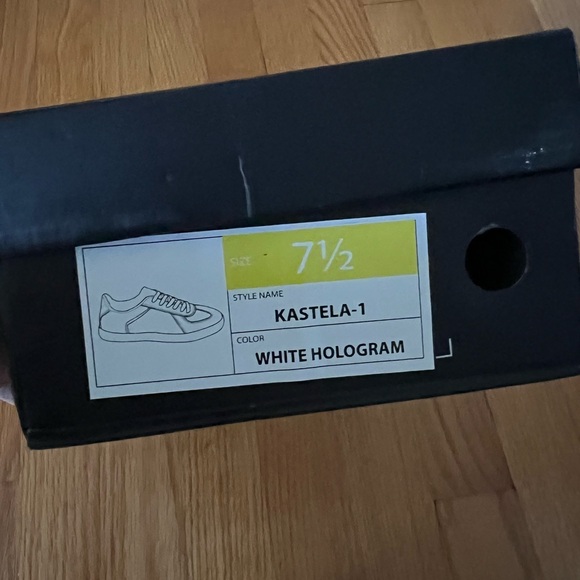 SIZE 7½
STYLE NAME
KASTELA-1
COLOR
WHITE HOLOGRAM